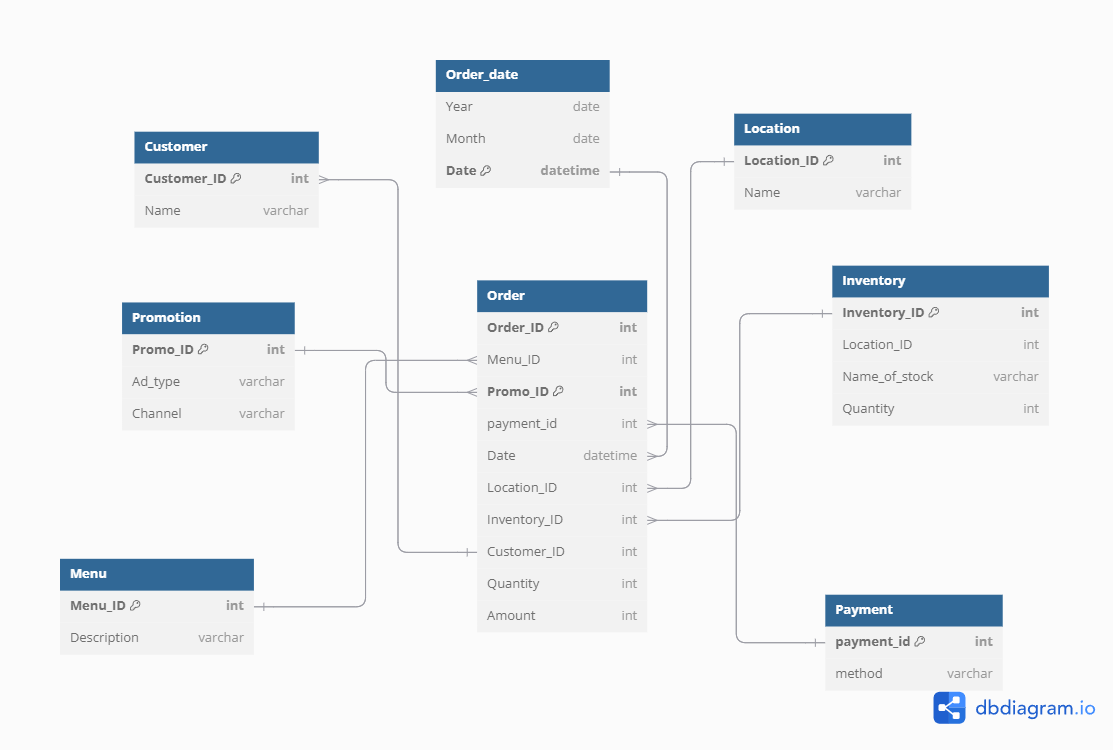 Order_date
Year date
Month date
Date datetime
Customer
Customer_ID int
Name varchar
Location
Location_ID int
Name varchar
Promotion
Promo_ID int
Ad_type varchar
Channel varchar
Order
Order_ID int
Menu_ID int
Promo_ID int
payment_id int
Date datetime
Location_ID int
Inventory_ID int
Customer_ID int
Quantity int
Amount int
Inventory
Inventory_ID int
Location_ID int
Name_of_stock varchar
Quantity int
Menu
Menu_ID int
Description varchar
Payment
payment_id int
method varchar
dbdiagram.io